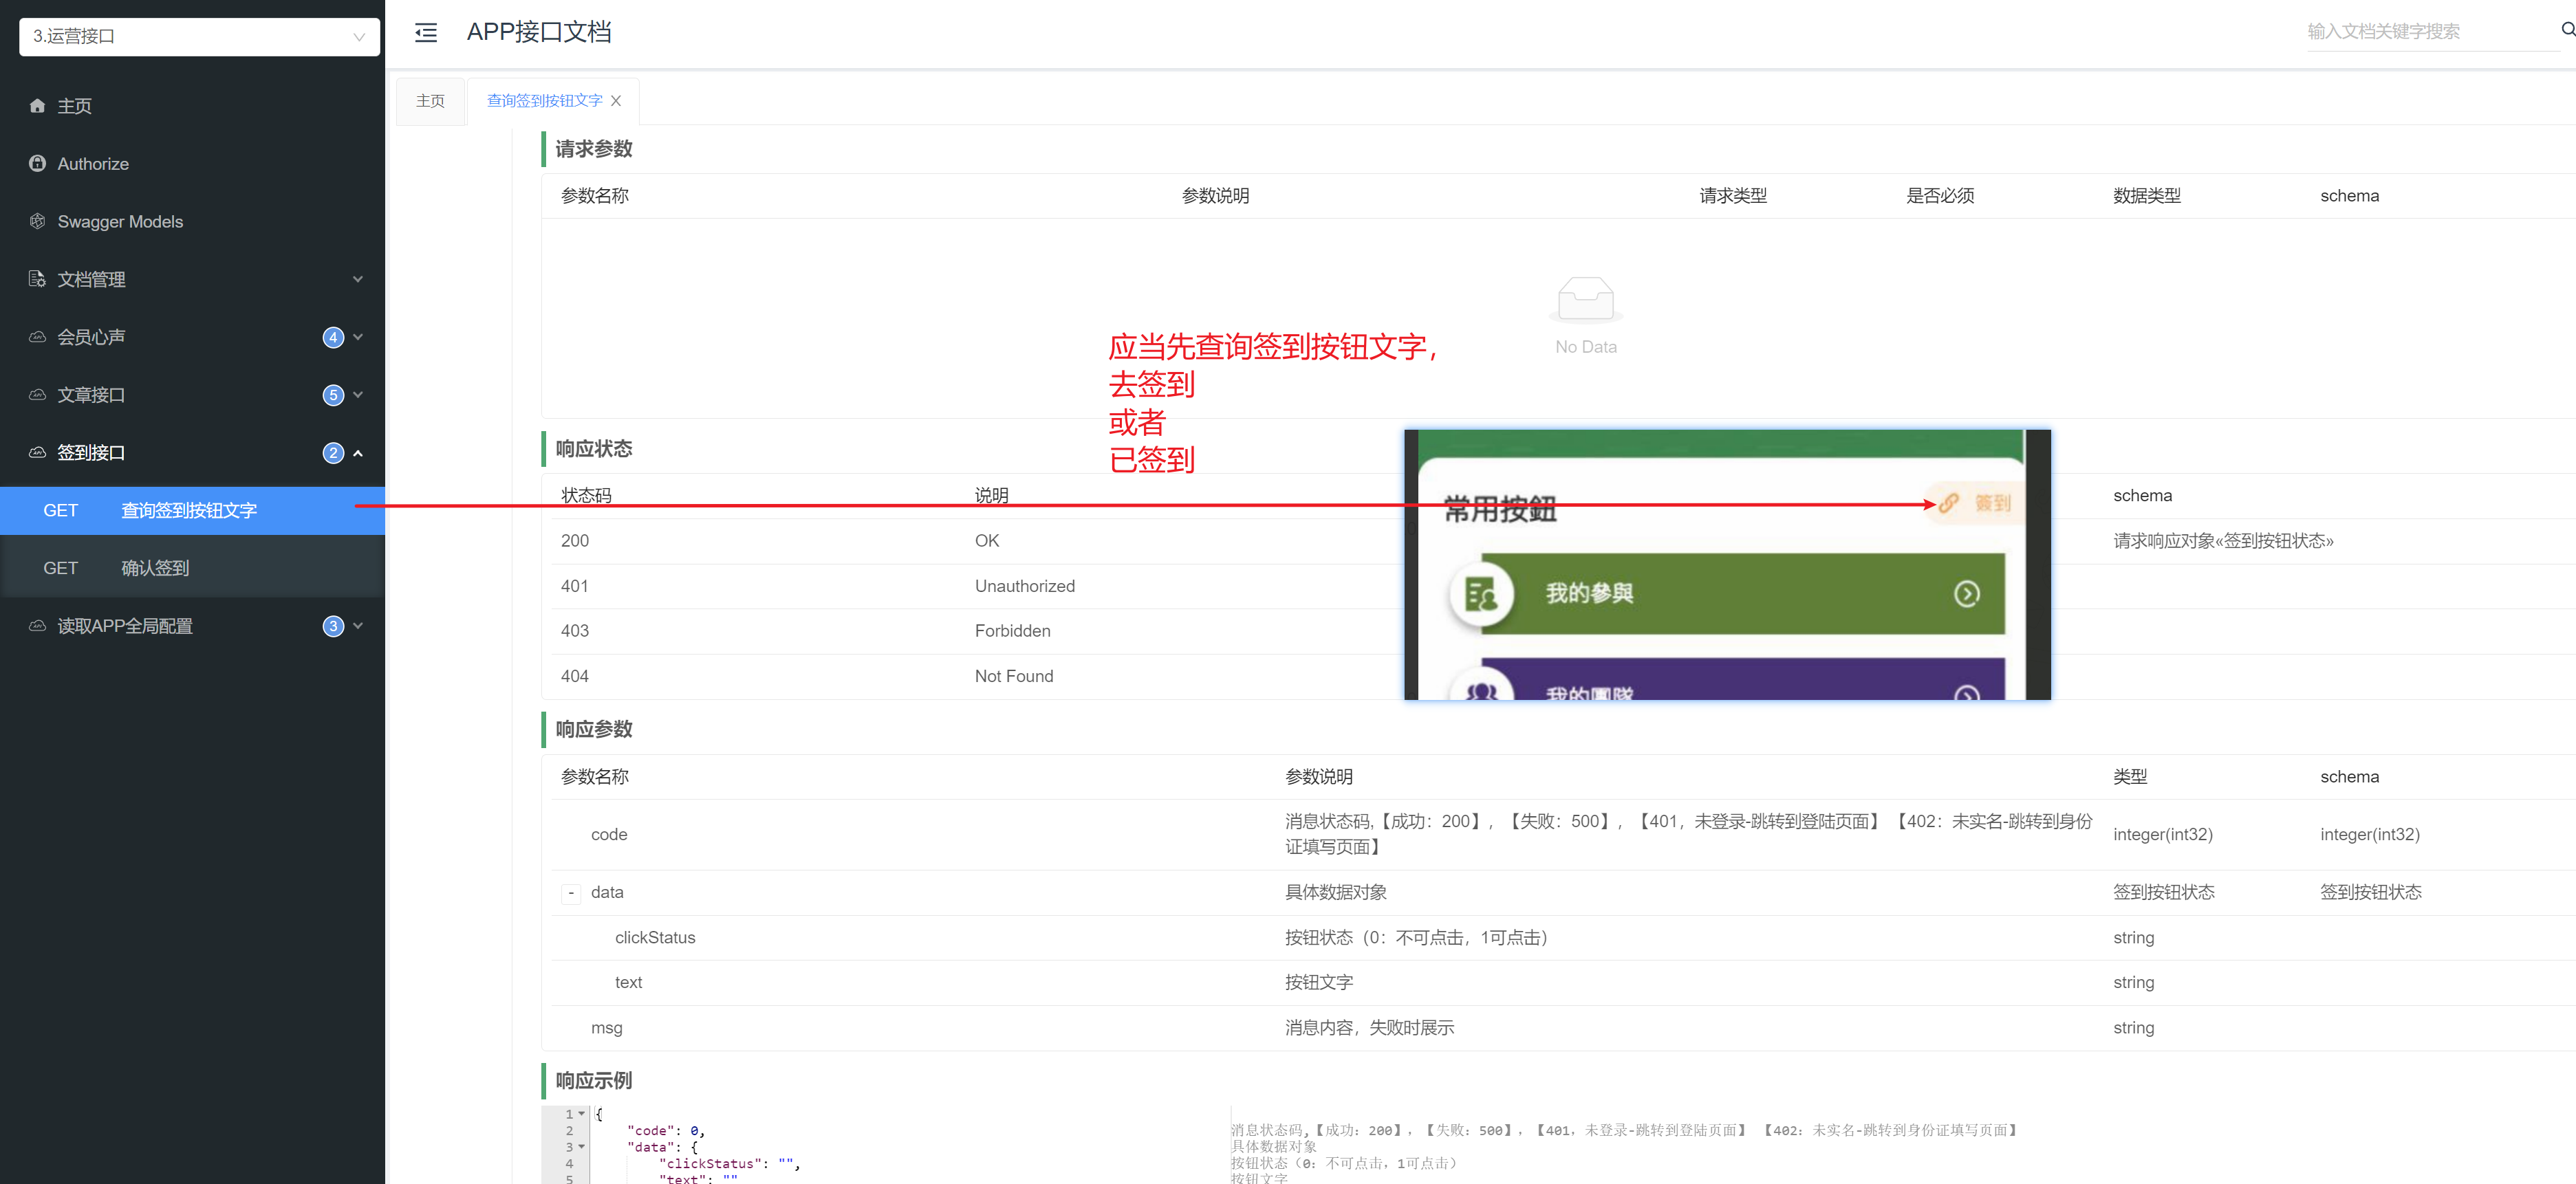 3.运营接口
APP接口文档
输入文档关键字搜索
主页
Authorize
Swagger Models
文档管理
会员心声 4
文章接口 5
签到接口 2
GET 查询签到按钮文字
GET 确认签到
读取APP全局配置 3
主页 查询签到按钮文字
请求参数
参数名称 参数说明 请求类型 是否必须 数据类型 schema
No Data
应当先查询签到按钮文字，
去签到
或者
已签到
响应状态
状态码 说明 schema
200 OK 请求响应对象«签到按钮状态»
401 Unauthorized
403 Forbidden
404 Not Found
常用按鈕 簽到
我的參與
我的團隊
响应参数
参数名称 参数说明 类型 schema
code 消息状态码,【成功：200】，【失败：500】，【401，未登录-跳转到登陆页面】【402：未实名-跳转到身份
证填写页面】 integer(int32) integer(int32)
- data 具体数据对象 签到按钮状态 签到按钮状态
clickStatus 按钮状态（0：不可点击，1可点击） string
text 按钮文字 string
msg 消息内容，失败时展示 string
响应示例
1 {
2 "code": 0, 消息状态码,【成功：200】，【失败：500】，【401，未登录-跳转到登陆页面】【402：未实名-跳转到身份证填写页面】
3 "data": { 具体数据对象
4 "clickStatus": "", 按钮状态（0：不可点击，1可点击）
5 "text": "" 按钮文字